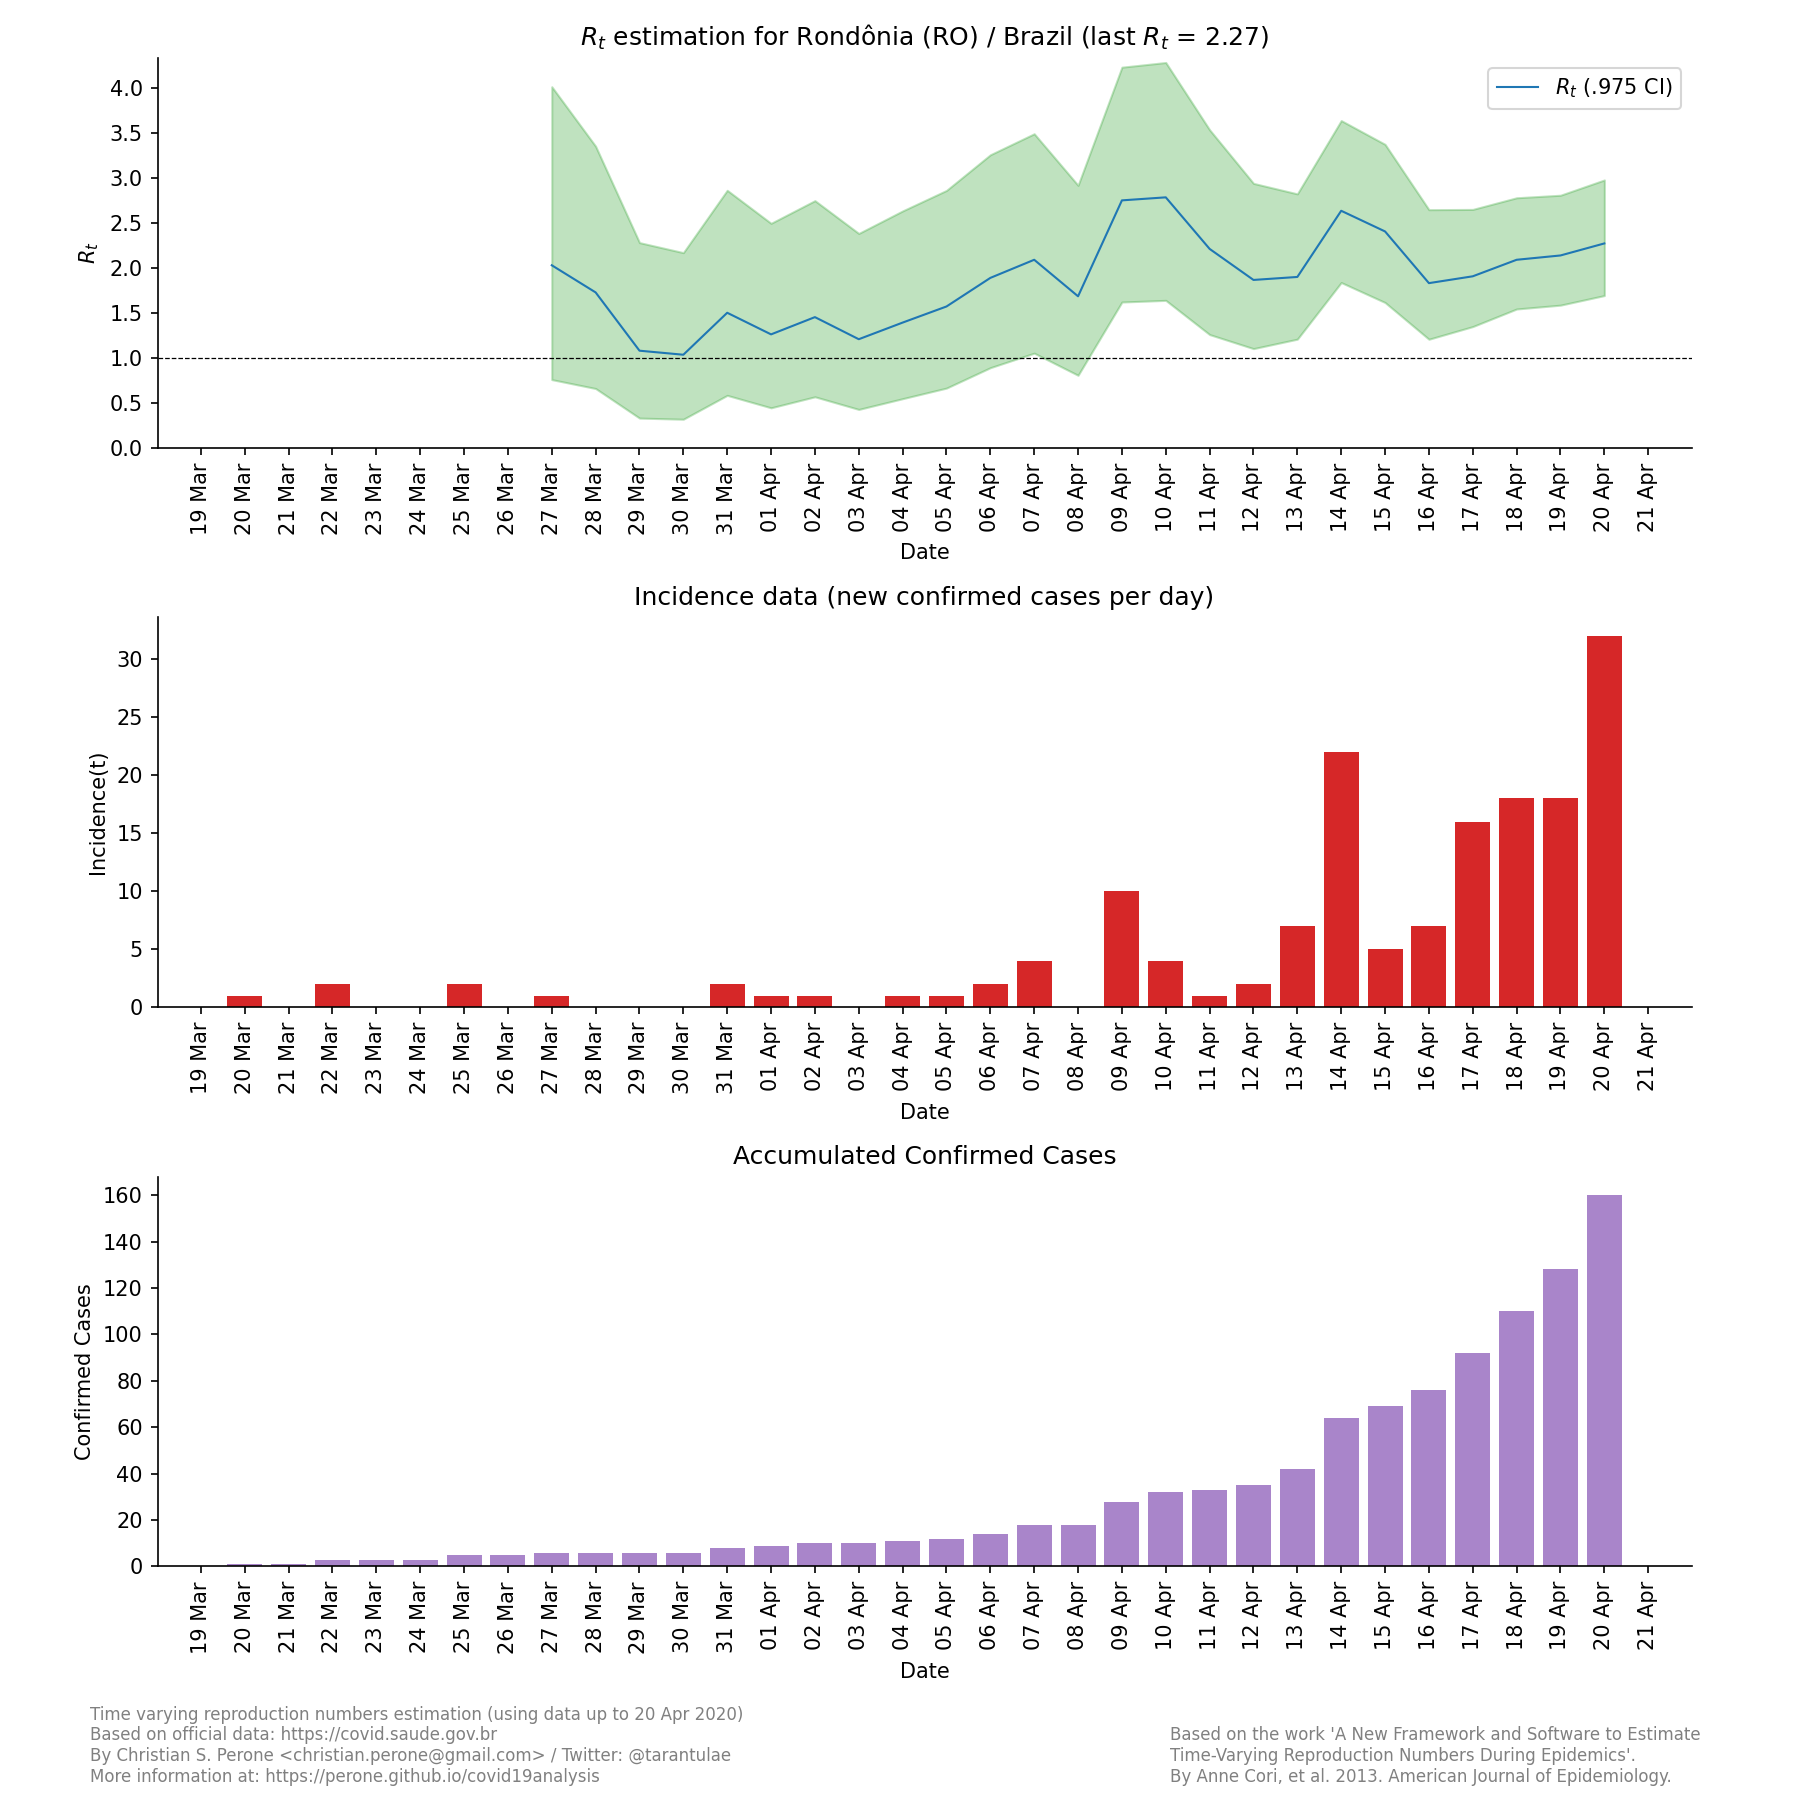 Rt estimation for Rondônia (RO) / Brazil (last Rt = 2.27)
Rt (.975 CI)
Rt
4.0
3.5
3.0
2.5
2.0
1.5
1.0
0.5
0.0
19 Mar 20 Mar 21 Mar 22 Mar 23 Mar 24 Mar 25 Mar 26 Mar 27 Mar 28 Mar 29 Mar 30 Mar 31 Mar 01 Apr 02 Apr 03 Apr 04 Apr 05 Apr 06 Apr 07 Apr 08 Apr 09 Apr 10 Apr 11 Apr 12 Apr 13 Apr 14 Apr 15 Apr 16 Apr 17 Apr 18 Apr 19 Apr 20 Apr 21 Apr
Date
Incidence data (new confirmed cases per day)
Incidence(t)
30
25
20
15
10
5
0
19 Mar 20 Mar 21 Mar 22 Mar 23 Mar 24 Mar 25 Mar 26 Mar 27 Mar 28 Mar 29 Mar 30 Mar 31 Mar 01 Apr 02 Apr 03 Apr 04 Apr 05 Apr 06 Apr 07 Apr 08 Apr 09 Apr 10 Apr 11 Apr 12 Apr 13 Apr 14 Apr 15 Apr 16 Apr 17 Apr 18 Apr 19 Apr 20 Apr 21 Apr
Date
Accumulated Confirmed Cases
Confirmed Cases
160
140
120
100
80
60
40
20
0
19 Mar 20 Mar 21 Mar 22 Mar 23 Mar 24 Mar 25 Mar 26 Mar 27 Mar 28 Mar 29 Mar 30 Mar 31 Mar 01 Apr 02 Apr 03 Apr 04 Apr 05 Apr 06 Apr 07 Apr 08 Apr 09 Apr 10 Apr 11 Apr 12 Apr 13 Apr 14 Apr 15 Apr 16 Apr 17 Apr 18 Apr 19 Apr 20 Apr 21 Apr
Date
Time varying reproduction numbers estimation (using data up to 20 Apr 2020)
Based on official data: https://covid.saude.gov.br
By Christian S. Perone <christian.perone@gmail.com> / Twitter: @tarantulae
More information at: https://perone.github.io/covid19analysis
Based on the work 'A New Framework and Software to Estimate
Time-Varying Reproduction Numbers During Epidemics'.
By Anne Cori, et al. 2013. American Journal of Epidemiology.